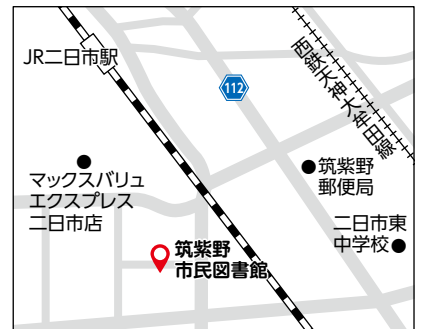 JR二日市駅
112
西鉄天神大牟田線
マックスバリュ
エクスプレス
二日市店
筑紫野
郵便局
二日市東
中学校
筑紫野
市民図書館